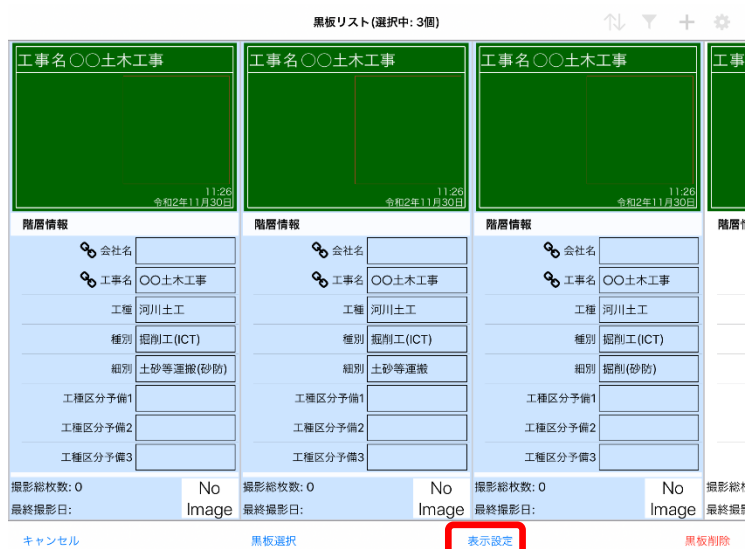 黒板リスト(選択中: 3個)
工事名○○土木工事
11:26
令和2年11月30日
階層情報
会社名
工事名 〇〇土木工事
工種 河川土工
種別 掘削工(ICT)
細別 土砂等運搬(砂防)
工種区分予備1
工種区分予備2
工種区分予備3
撮影総枚数: 0
最終撮影日:
No
Image
工事名○○土木工事
11:26
令和2年11月30日
階層情報
会社名
工事名 〇〇土木工事
工種 河川土工
種別 掘削工(ICT)
細別 土砂等運搬
工種区分予備1
工種区分予備2
工種区分予備3
撮影総枚数: 0
最終撮影日:
No
Image
工事名○○土木工事
11:26
令和2年11月30日
階層情報
会社名
工事名 〇〇土木工事
工種 河川土工
種別 掘削工(ICT)
細別 掘削(砂防)
工種区分予備1
工種区分予備2
工種区分予備3
撮影総枚数: 0
最終撮影日:
No
Image
工事
階層
撮影総
最終撮
キャンセル
黒板選択
表示設定
黒板削除